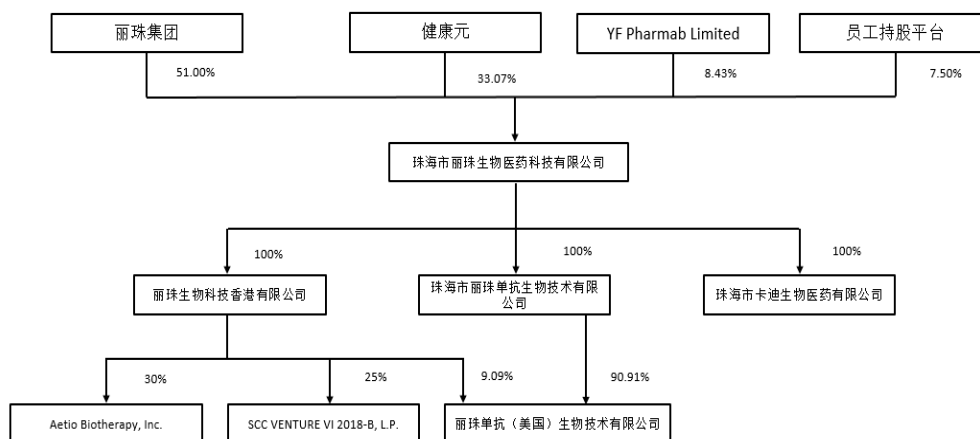 丽珠集团
健康元
YF Pharmab Limited
员工持股平台
51.00%
33.07%
8.43%
7.50%
珠海市丽珠生物医药科技有限公司
100%
100%
100%
丽珠生物科技香港有限公司
珠海市丽珠单抗生物技术有限
公司
珠海市卡迪生物医药有限公司
30%
25%
9.09%
90.91%
Aetio Biotherapy, Inc.
SCC VENTURE VI 2018-B, L.P.
丽珠单抗（美国）生物技术有限公司